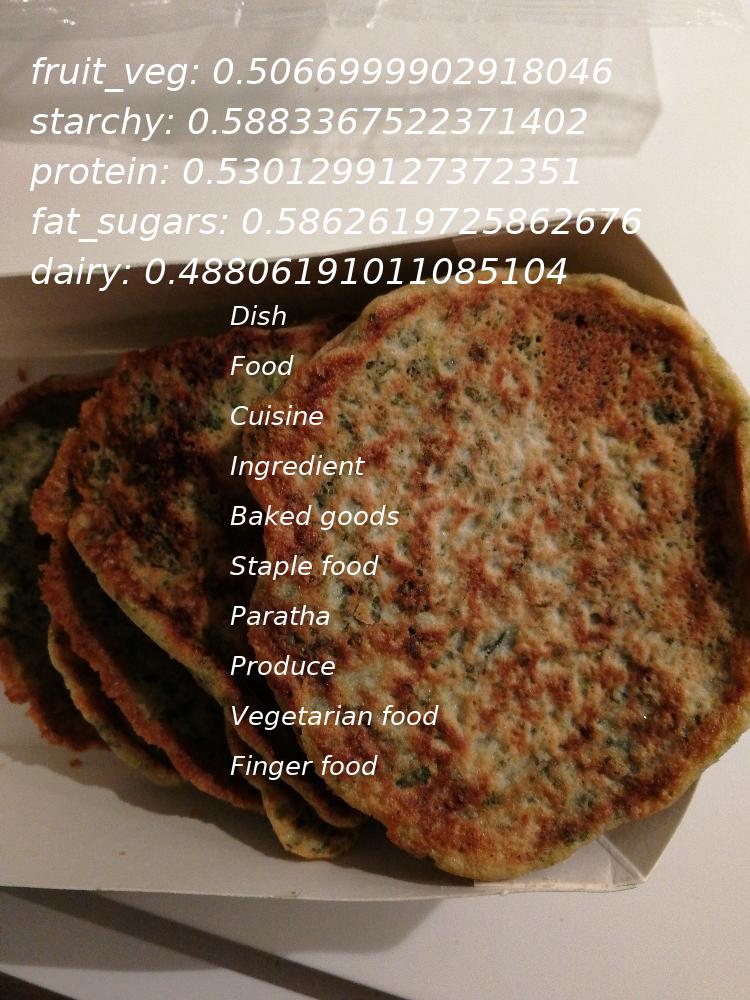 fruit_veg: 0.5066999902918046
starchy: 0.5883367522371402
protein: 0.5301299127372351
fat_sugars: 0.5862619725862676
dairy: 0.48806191011085104
Dish
Food
Cuisine
Ingredient
Baked goods
Staple food
Paratha
Produce
Vegetarian food
Finger food